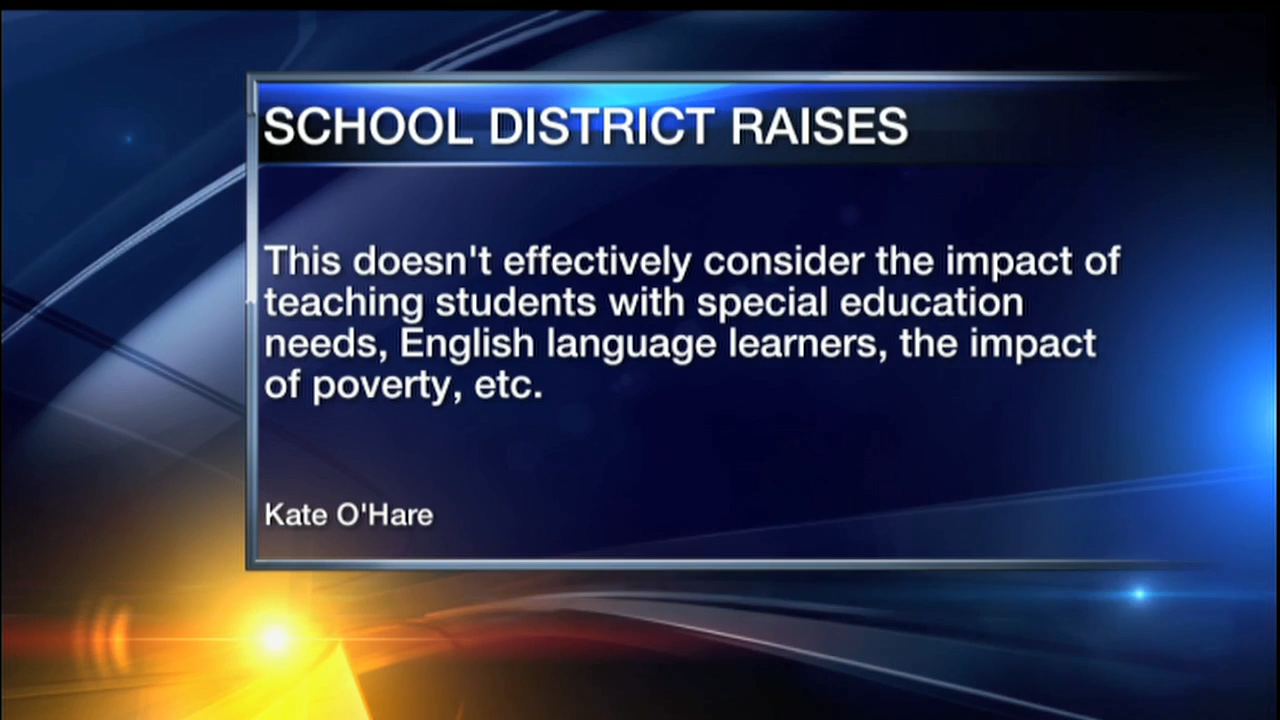 SCHOOL DISTRICT RAISES
This doesn't effectively consider the impact of
teaching students with special education
needs, English language learners, the impact
of poverty, etc.
Kate O'Hare